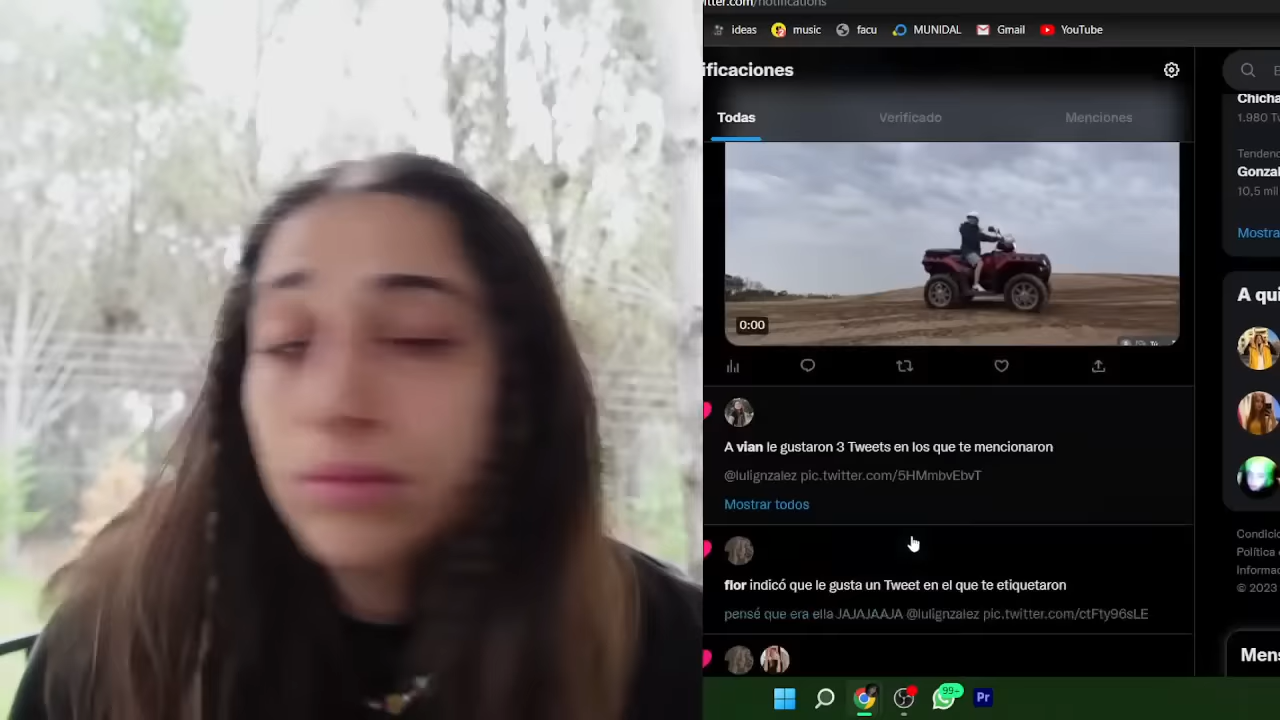 itter.com/notifications
ideas
music
facu
MUNIDAL
Gmail
YouTube
ificaciones
Todas
Verificado
Menciones
0:00
A vian le gustaron 3 Tweets en los que te mencionaron
@lulignzalez pic.twitter.com/5HMmbvEbvT
Mostrar todos
flor indicó que le gusta un Tweet en el que te etiquetaron
pensé que era ella JAJAJAAJA @lulignzalez pic.twitter.com/ctFty96sLE
Chicha
1.980 Tw
Tendenc
Gonzal
10,5 mil
Mostra
A qui
Condicio
Política
Informac
© 2023
Mens
99+
Pr